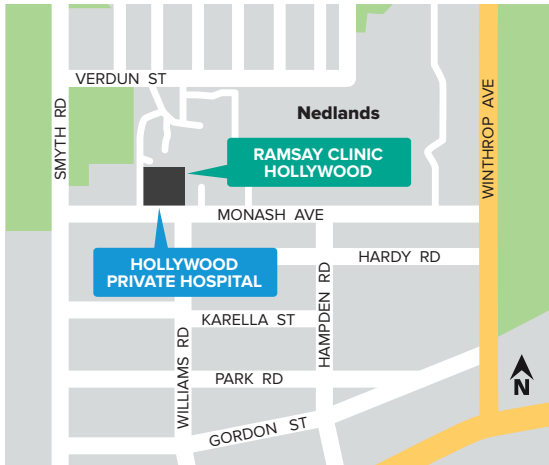 VERDUN ST
SMYTH RD
Nedlands
WINTHROP AVE
RAMSAY CLINIC
HOLLYWOOD
MONASH AVE
HOLLYWOOD
PRIVATE HOSPITAL
HARDY RD
HAMPDEN RD
KARELLA ST
WILLIAMS RD
PARK RD
GORDON ST
N